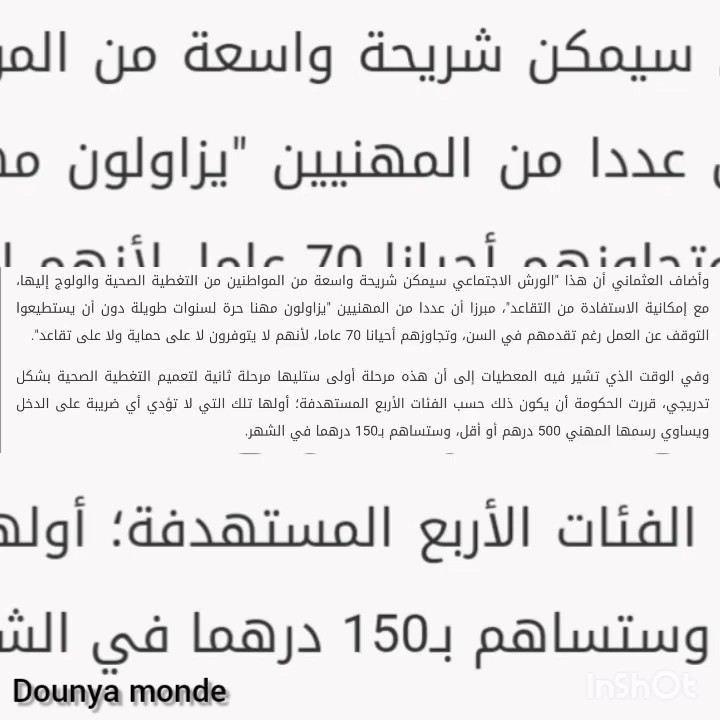 سيمكن شريحة واسعة من
عددا من المهنيين "يزاولون
أحيانا 70 عاما، لأنهم
وأضاف العثماني أن هذا "الورش الاجتماعي سيمكن شريحة واسعة من المواطنين من التغطية الصحية والولوج إليها،
مع إمكانية الاستفادة من التقاعد"، مبرزا أن عددا من المهنيين "يزاولون مهنا حرة لسنوات طويلة دون أن يستطيعوا
التوقف عن العمل رغم تقدمهم في السن، وتجاوزهم أحيانا 70 عاما، لأنهم لا يتوفرون لا على حماية ولا على تقاعد".
وفي الوقت الذي تشير فيه المعطيات إلى أن هذه مرحلة أولى ستليها مرحلة ثانية لتعميم التغطية الصحية بشكل
تدريجي، قررت الحكومة أن يكون ذلك حسب الفئات الأربع المستهدفة؛ أولها تلك التي لا تؤدي أي ضريبة على الدخل
ويساوي رسمها المهني 500 درهم أو أقل، وستساهم بـ150 درهما في الشهر.
الفئات الأربع المستهدفة؛ أولها
وستساهم بـ150 درهما في
Dounya monde
InShOt